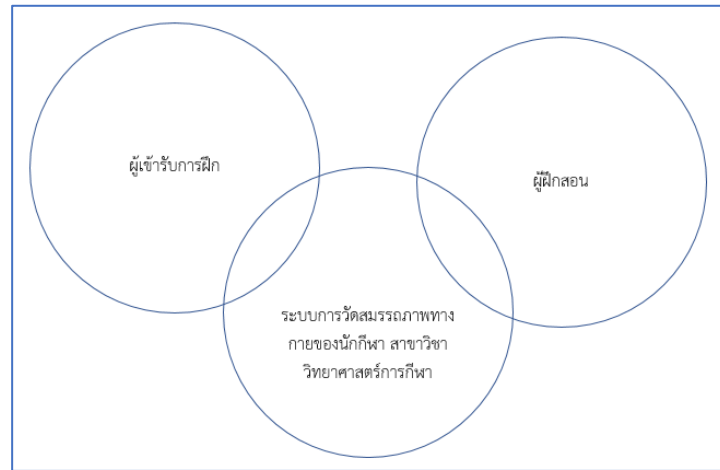 ผู้เข้ารับการฝึก
ผู้ฝึกสอน
ระบบการวัดสมรรถภาพทาง
กายของนักกีฬา สาขาวิชา
วิทยาศาสตร์การกีฬา